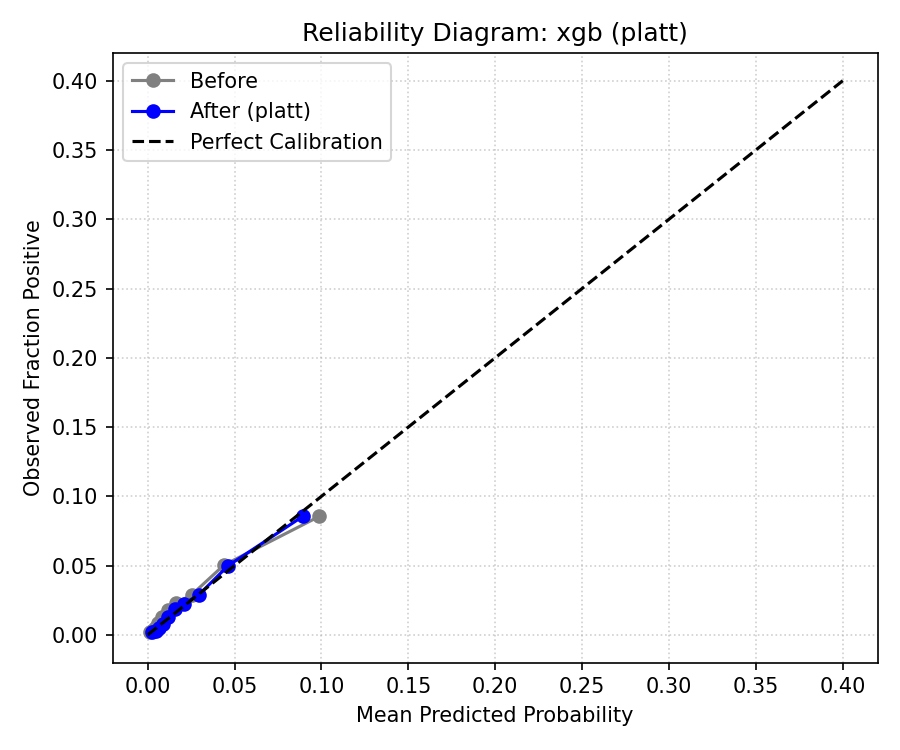 Reliability Diagram: xgb (platt)
Before
After (platt)
Perfect Calibration
0.40
0.35
0.30
0.25
0.20
0.15
0.10
0.05
0.00
Observed Fraction Positive
0.00 0.05 0.10 0.15 0.20 0.25 0.30 0.35 0.40
Mean Predicted Probability